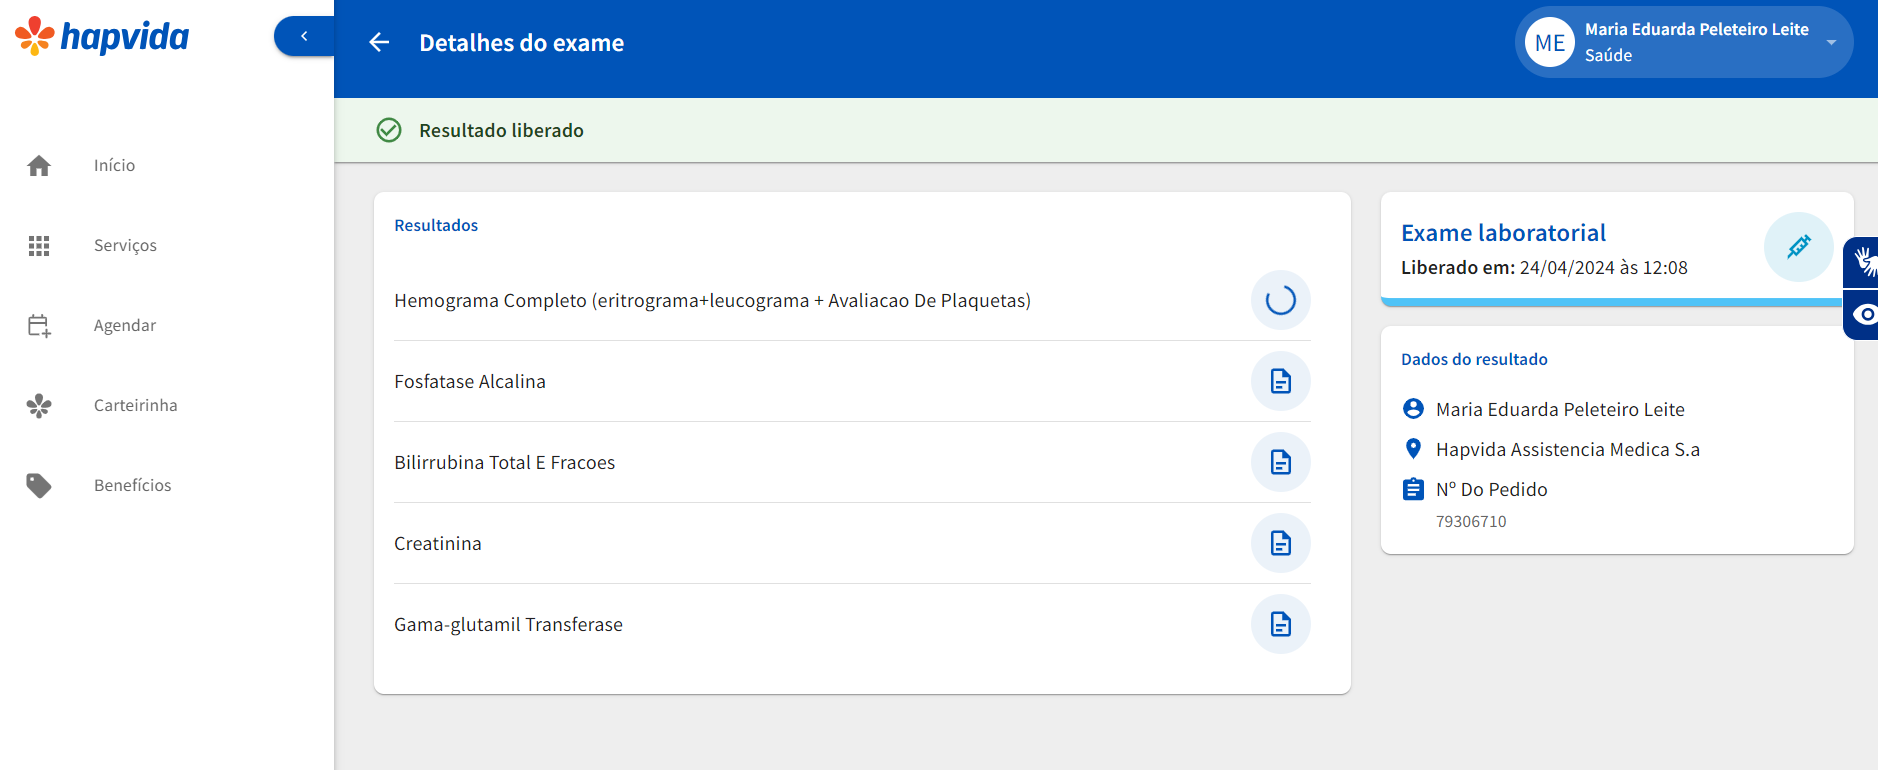 hapvida
Início
Serviços
Agendar
Carteirinha
Benefícios
Detalhes do exame
ME
Maria Eduarda Peleteiro Leite
Saúde
Resultado liberado
Resultados
Hemograma Completo (eritrograma+leucograma + Avaliacao De Plaquetas)
Fosfatase Alcalina
Bilirrubina Total E Fracoes
Creatinina
Gama-glutamil Transferase
Exame laboratorial
Liberado em: 24/04/2024 às 12:08
Dados do resultado
Maria Eduarda Peleteiro Leite
Hapvida Assistencia Medica S.a
Nº Do Pedido
79306710